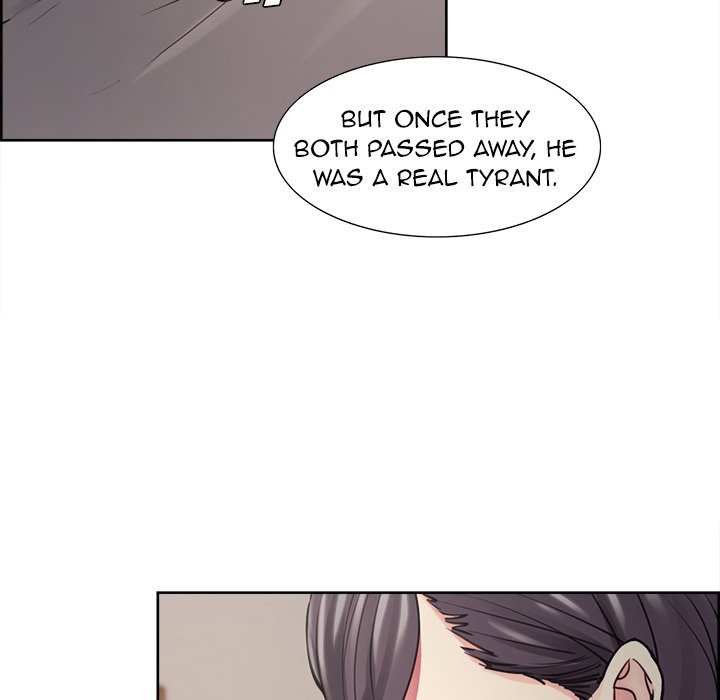 BUT ONCE THEY
BOTH PASSED AWAY, HE
WAS A REAL TYRANT.